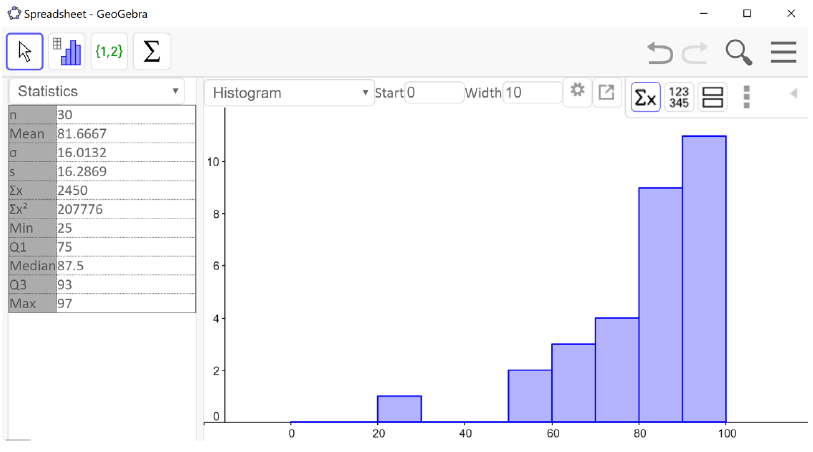 Spreadsheet - GeoGebra
{1,2} Σ
Statistics
Histogram Start 0 Width 10 Σx 123
345
n 30
Mean 81.6667
σ 16.0132
s 16.2869
Σx 2450
Σx² 207776
Min 25
Q1 75
Median 87.5
Q3 93
Max 97
10
8
6
4
2
0
0 20 40 60 80 100